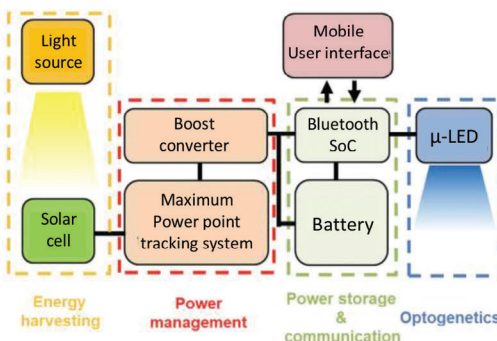 Light
source
Mobile
User interface
Boost
converter
Bluetooth
SoC
μ-LED
Solar
cell
Maximum
Power point
tracking system
Battery
Energy
harvesting
Power
management
Power storage
&
communication
Optogenetics